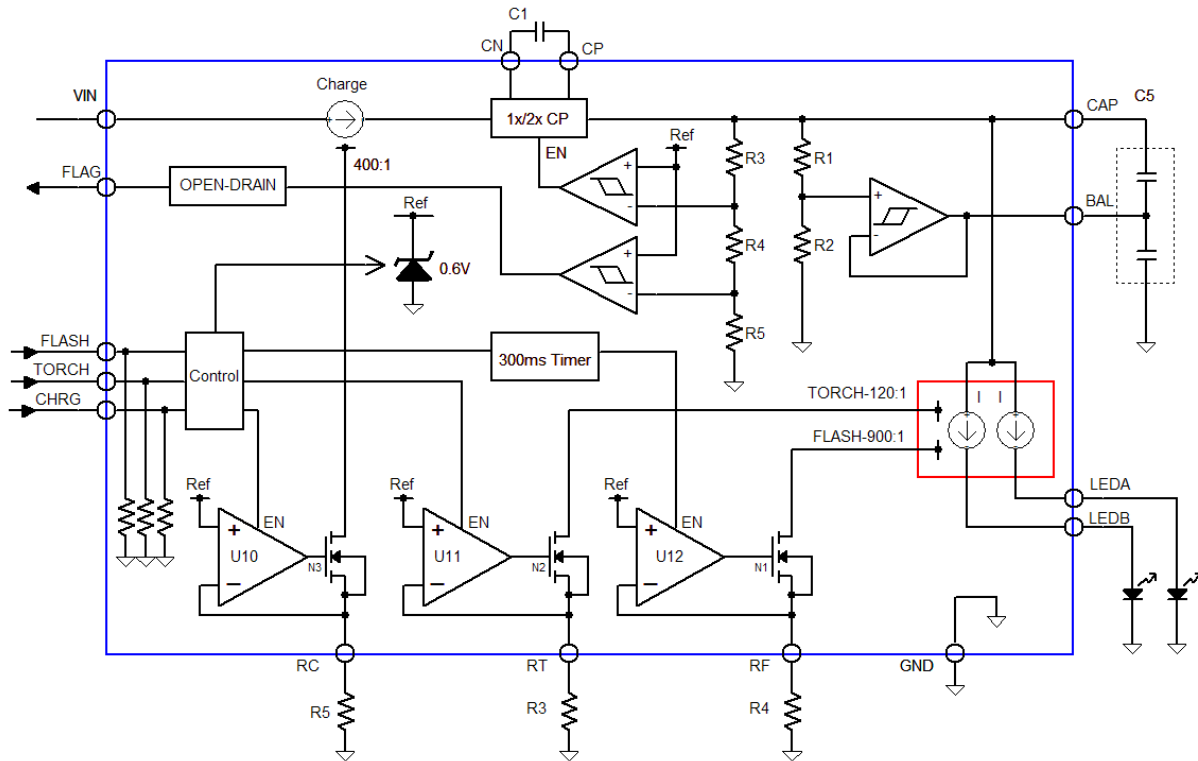 C1
CN
CP
Charge
VIN
CAP
C5
1x/2x CP
Ref
EN
400:1
R3
R1
FLAG
OPEN-DRAIN
+
-
+
-
BAL
Ref
R4
R2
0.6V
+
-
FLASH
R5
TORCH
Control
300ms Timer
CHRG
TORCH-120:1
I
I
FLASH-900:1
Ref
Ref
Ref
LEDA
EN
EN
LEDB
+
+
+
U10
U11
U12
N3
N2
N1
−
−
−
RC
RT
RF
GND
R5
R3
R4